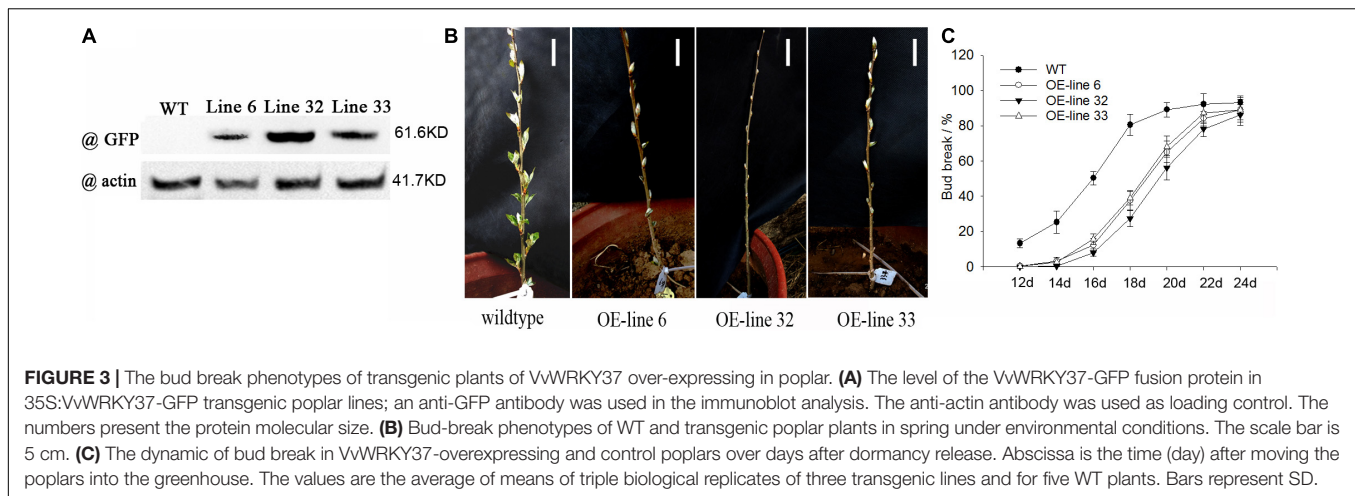 A
WT Line 6 Line 32 Line 33
@ GFP 61.6KD
@ actin 41.7KD
B
wildtype OE-line 6 OE-line 32 OE-line 33
C
Bud break / %
120
100
80
60
40
20
0
WT
OE-line 6
OE-line 32
OE-line 33
12d 14d 16d 18d 20d 22d 24d
FIGURE 3 | The bud break phenotypes of transgenic plants of VvWRKY37 over-expressing in poplar. (A) The level of the VvWRKY37-GFP fusion protein in
35S:VvWRKY37-GFP transgenic poplar lines; an anti-GFP antibody was used in the immunoblot analysis. The anti-actin antibody was used as loading control. The
numbers present the protein molecular size. (B) Bud-break phenotypes of WT and transgenic poplar plants in spring under environmental conditions. The scale bar is
5 cm. (C) The dynamic of bud break in VvWRKY37-overexpressing and control poplars over days after dormancy release. Abscissa is the time (day) after moving the
poplars into the greenhouse. The values are the average of means of triple biological replicates of three transgenic lines and for five WT plants. Bars represent SD.